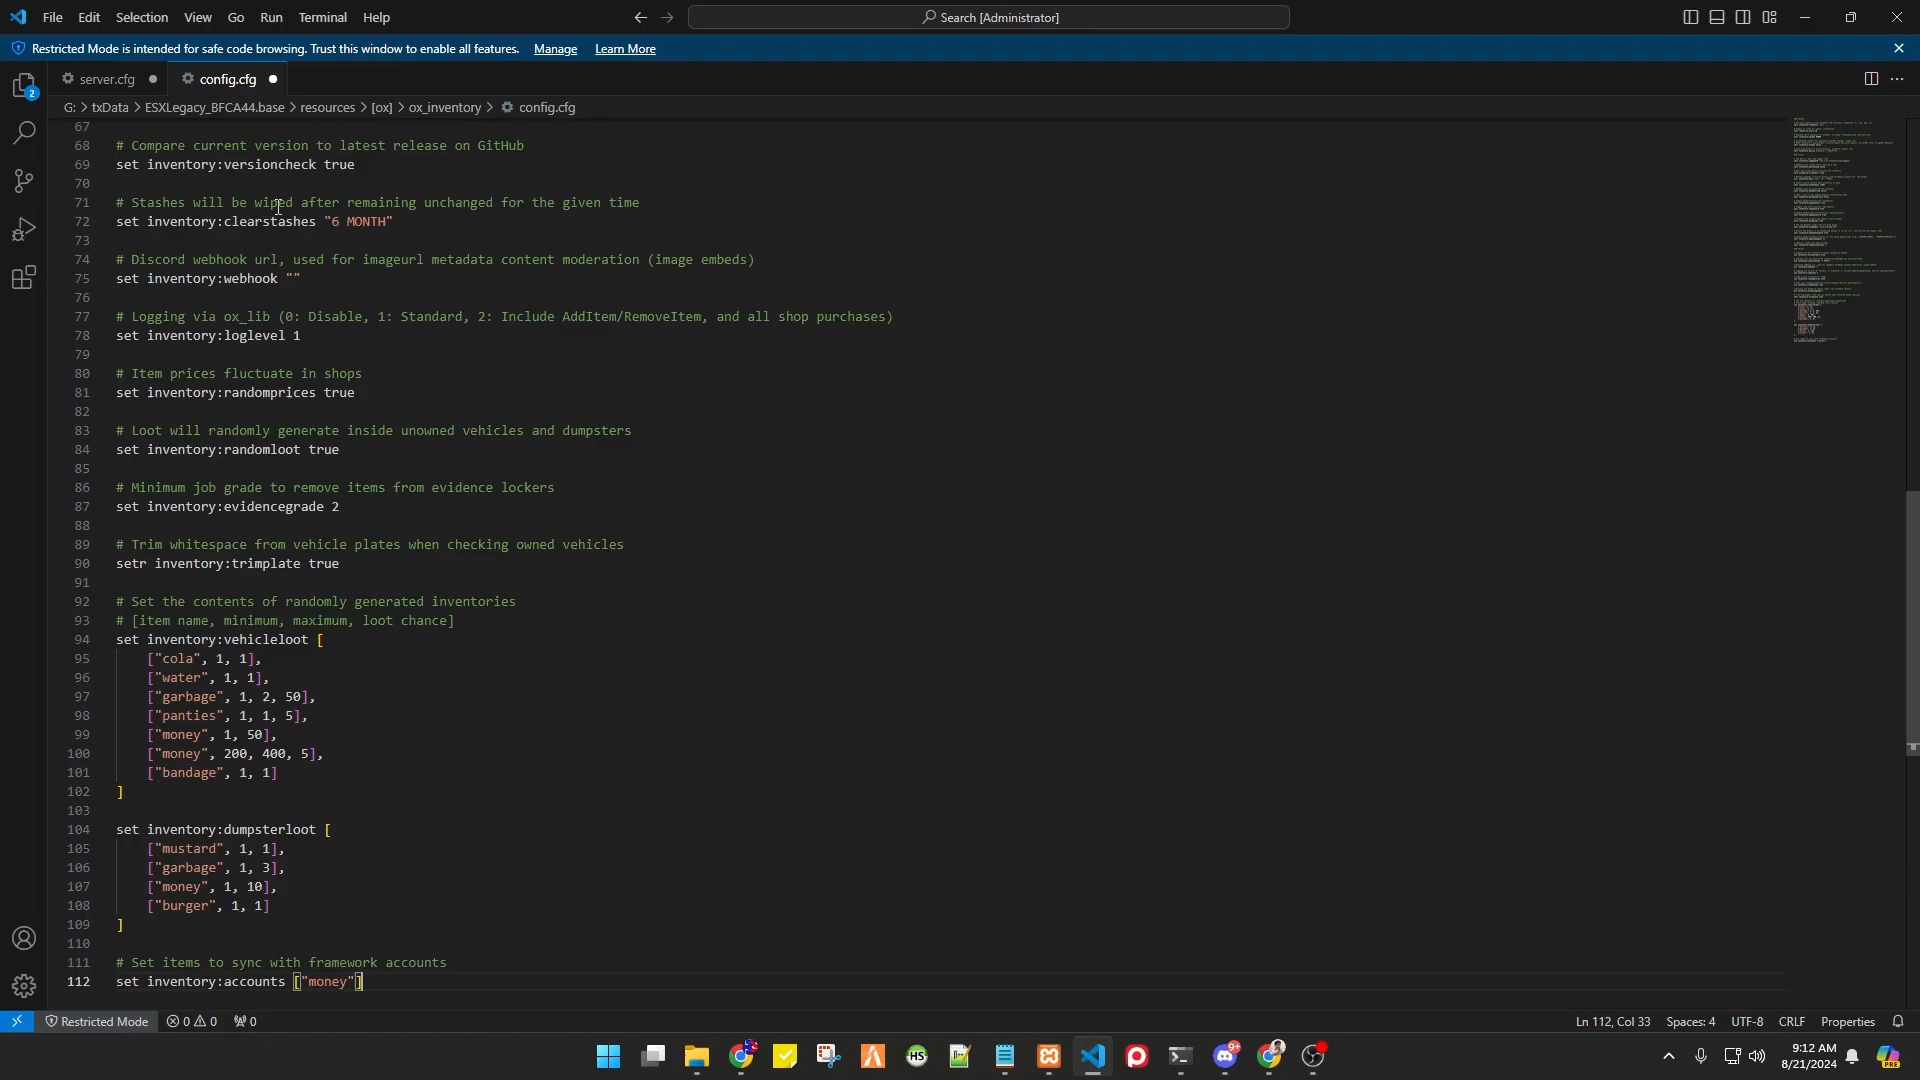 File Edit Selection View Go Run Terminal Help
Search [Administrator]
Restricted Mode is intended for safe code browsing. Trust this window to enable all features. Manage Learn More
server.cfg config.cfg
G: > txData > ESXLegacy_BFCA44.base > resources > [ox] > ox_inventory > config.cfg
67
68 # Compare current version to latest release on GitHub
69 set inventory:versioncheck true
70
71 # Stashes will be wiped after remaining unchanged for the given time
72 set inventory:clearstashes "6 MONTH"
73
74 # Discord webhook url, used for imageurl metadata content moderation (image embeds)
75 set inventory:webhook ""
76
77 # Logging via ox_lib (0: Disable, 1: Standard, 2: Include AddItem/RemoveItem, and all shop purchases)
78 set inventory:loglevel 1
79
80 # Item prices fluctuate in shops
81 set inventory:randomprices true
82
83 # Loot will randomly generate inside unowned vehicles and dumpsters
84 set inventory:randomloot true
85
86 # Minimum job grade to remove items from evidence lockers
87 set inventory:evidencegrade 2
88
89 # Trim whitespace from vehicle plates when checking owned vehicles
90 setr inventory:trimplate true
91
92 # Set the contents of randomly generated inventories
93 # [item name, minimum, maximum, loot chance]
94 set inventory:vehicleloot [
95 ["cola", 1, 1],
96 ["water", 1, 1],
97 ["garbage", 1, 2, 50],
98 ["panties", 1, 1, 5],
99 ["money", 1, 50],
100 ["money", 200, 400, 5],
101 ["bandage", 1, 1]
102 ]
103
104 set inventory:dumpsterloot [
105 ["mustard", 1, 1],
106 ["garbage", 1, 3],
107 ["money", 1, 10],
108 ["burger", 1, 1]
109 ]
110
111 # Set items to sync with framework accounts
112 set inventory:accounts ["money"]
2
Restricted Mode 0 0 0 Ln 112, Col 33 Spaces: 4 UTF-8 CRLF Properties
HS
9+
9:12 AM
8/21/2024
PRE